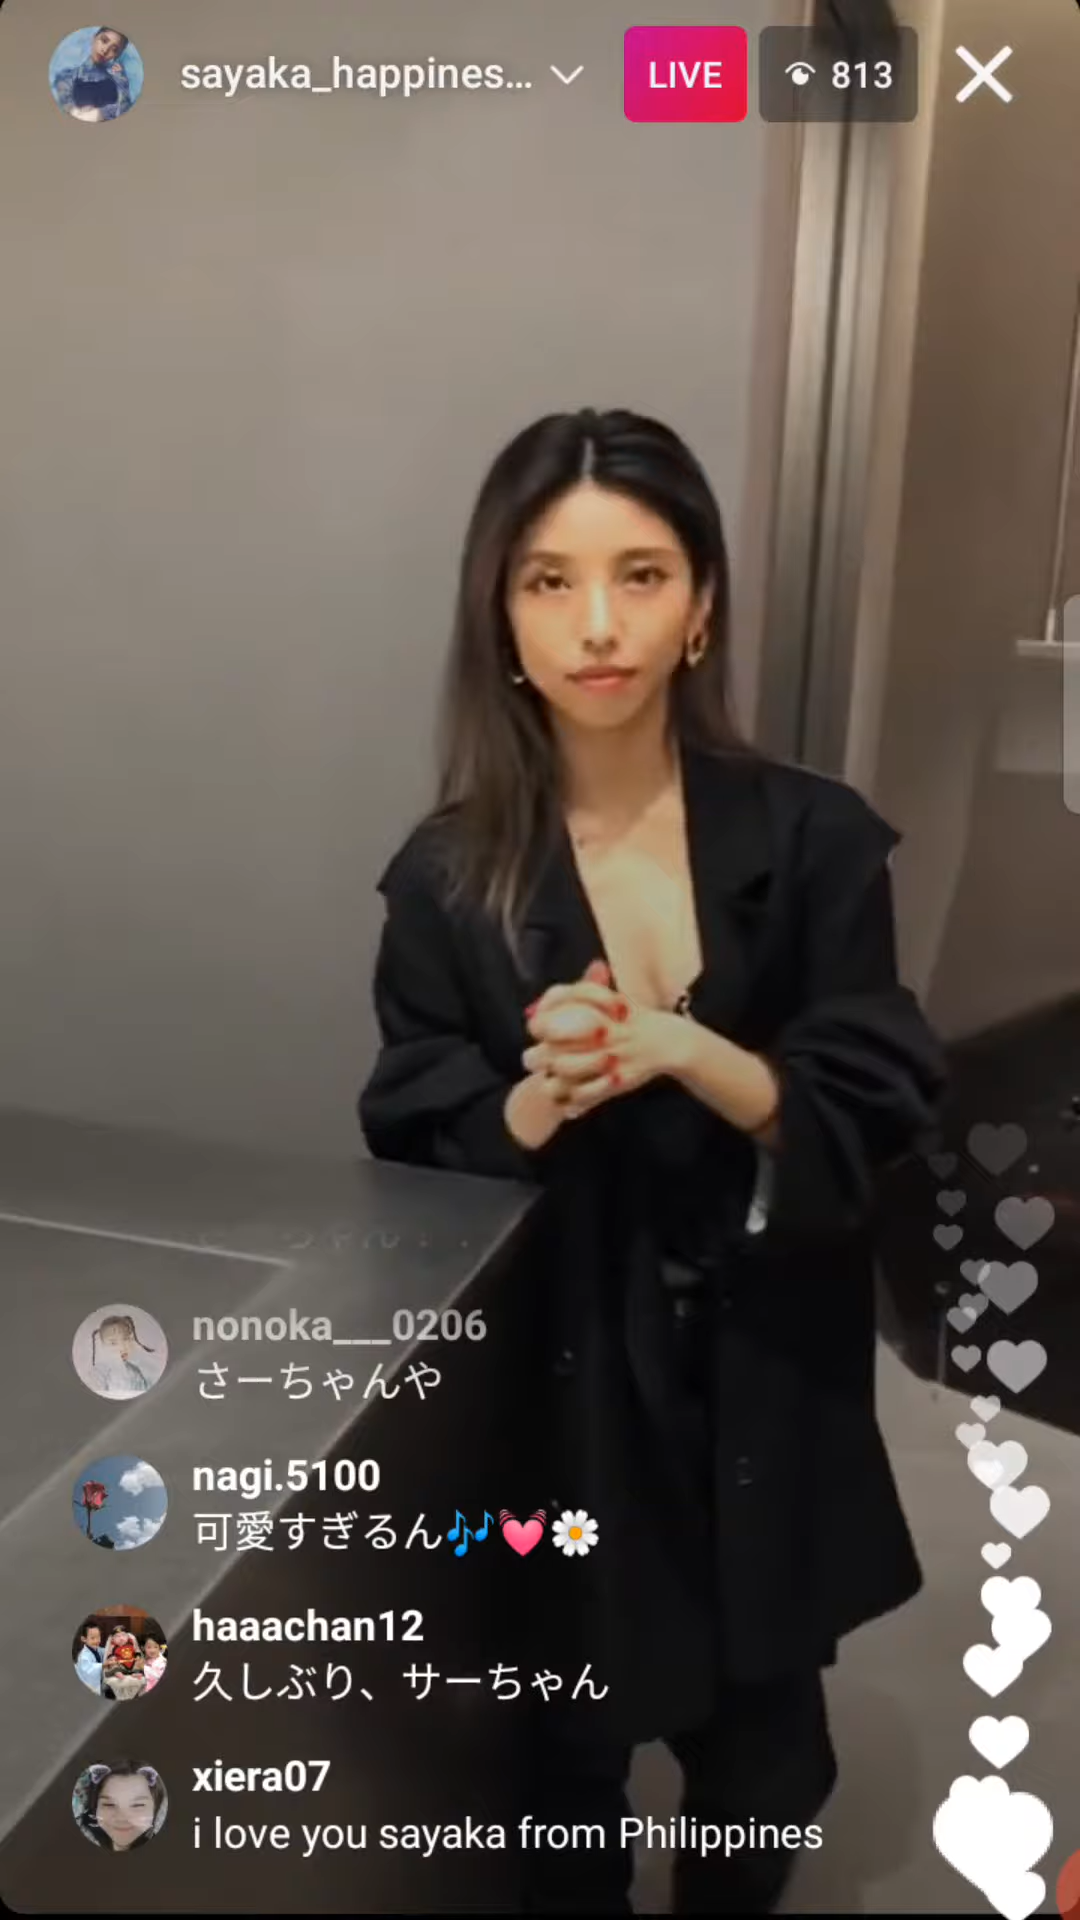 sayaka_happines...
LIVE
813
nonoka___0206
さーちゃんや
nagi.5100
可愛すぎるん🎶💓🌼
haaachan12
久しぶり、サーちゃん
xiera07
i love you sayaka from Philippines